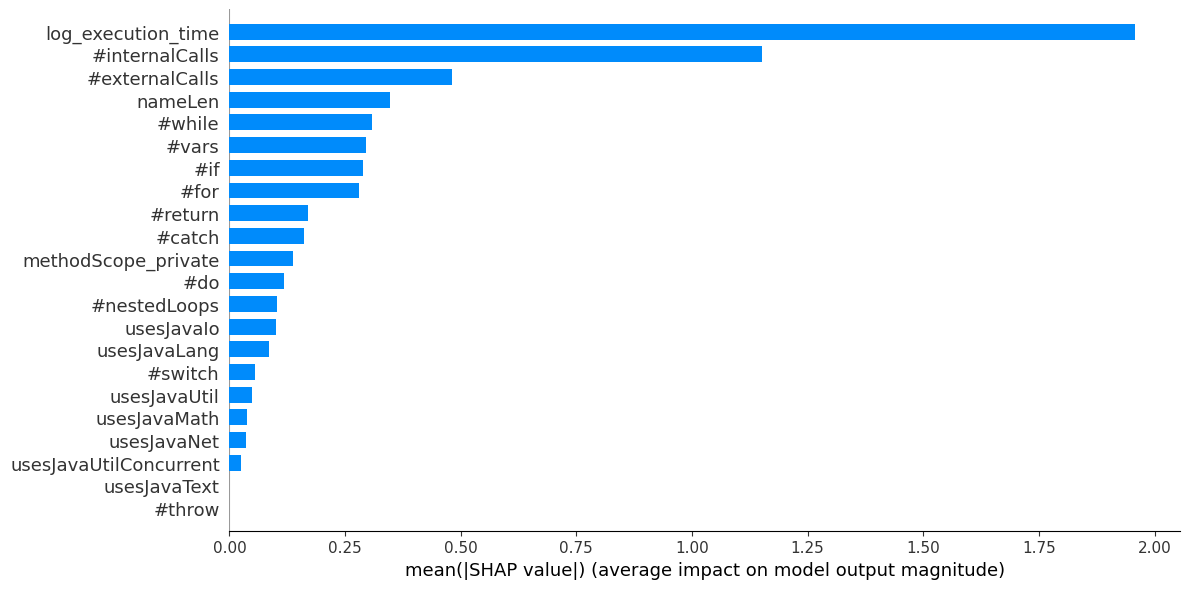 log_execution_time
#internalCalls
#externalCalls
nameLen
#while
#vars
#if
#for
#return
#catch
methodScope_private
#do
#nestedLoops
usesJavaIo
usesJavaLang
#switch
usesJavaUtil
usesJavaMath
usesJavaNet
usesJavaUtilConcurrent
usesJavaText
#throw
0.00 0.25 0.50 0.75 1.00 1.25 1.50 1.75 2.00
mean(|SHAP value|) (average impact on model output magnitude)